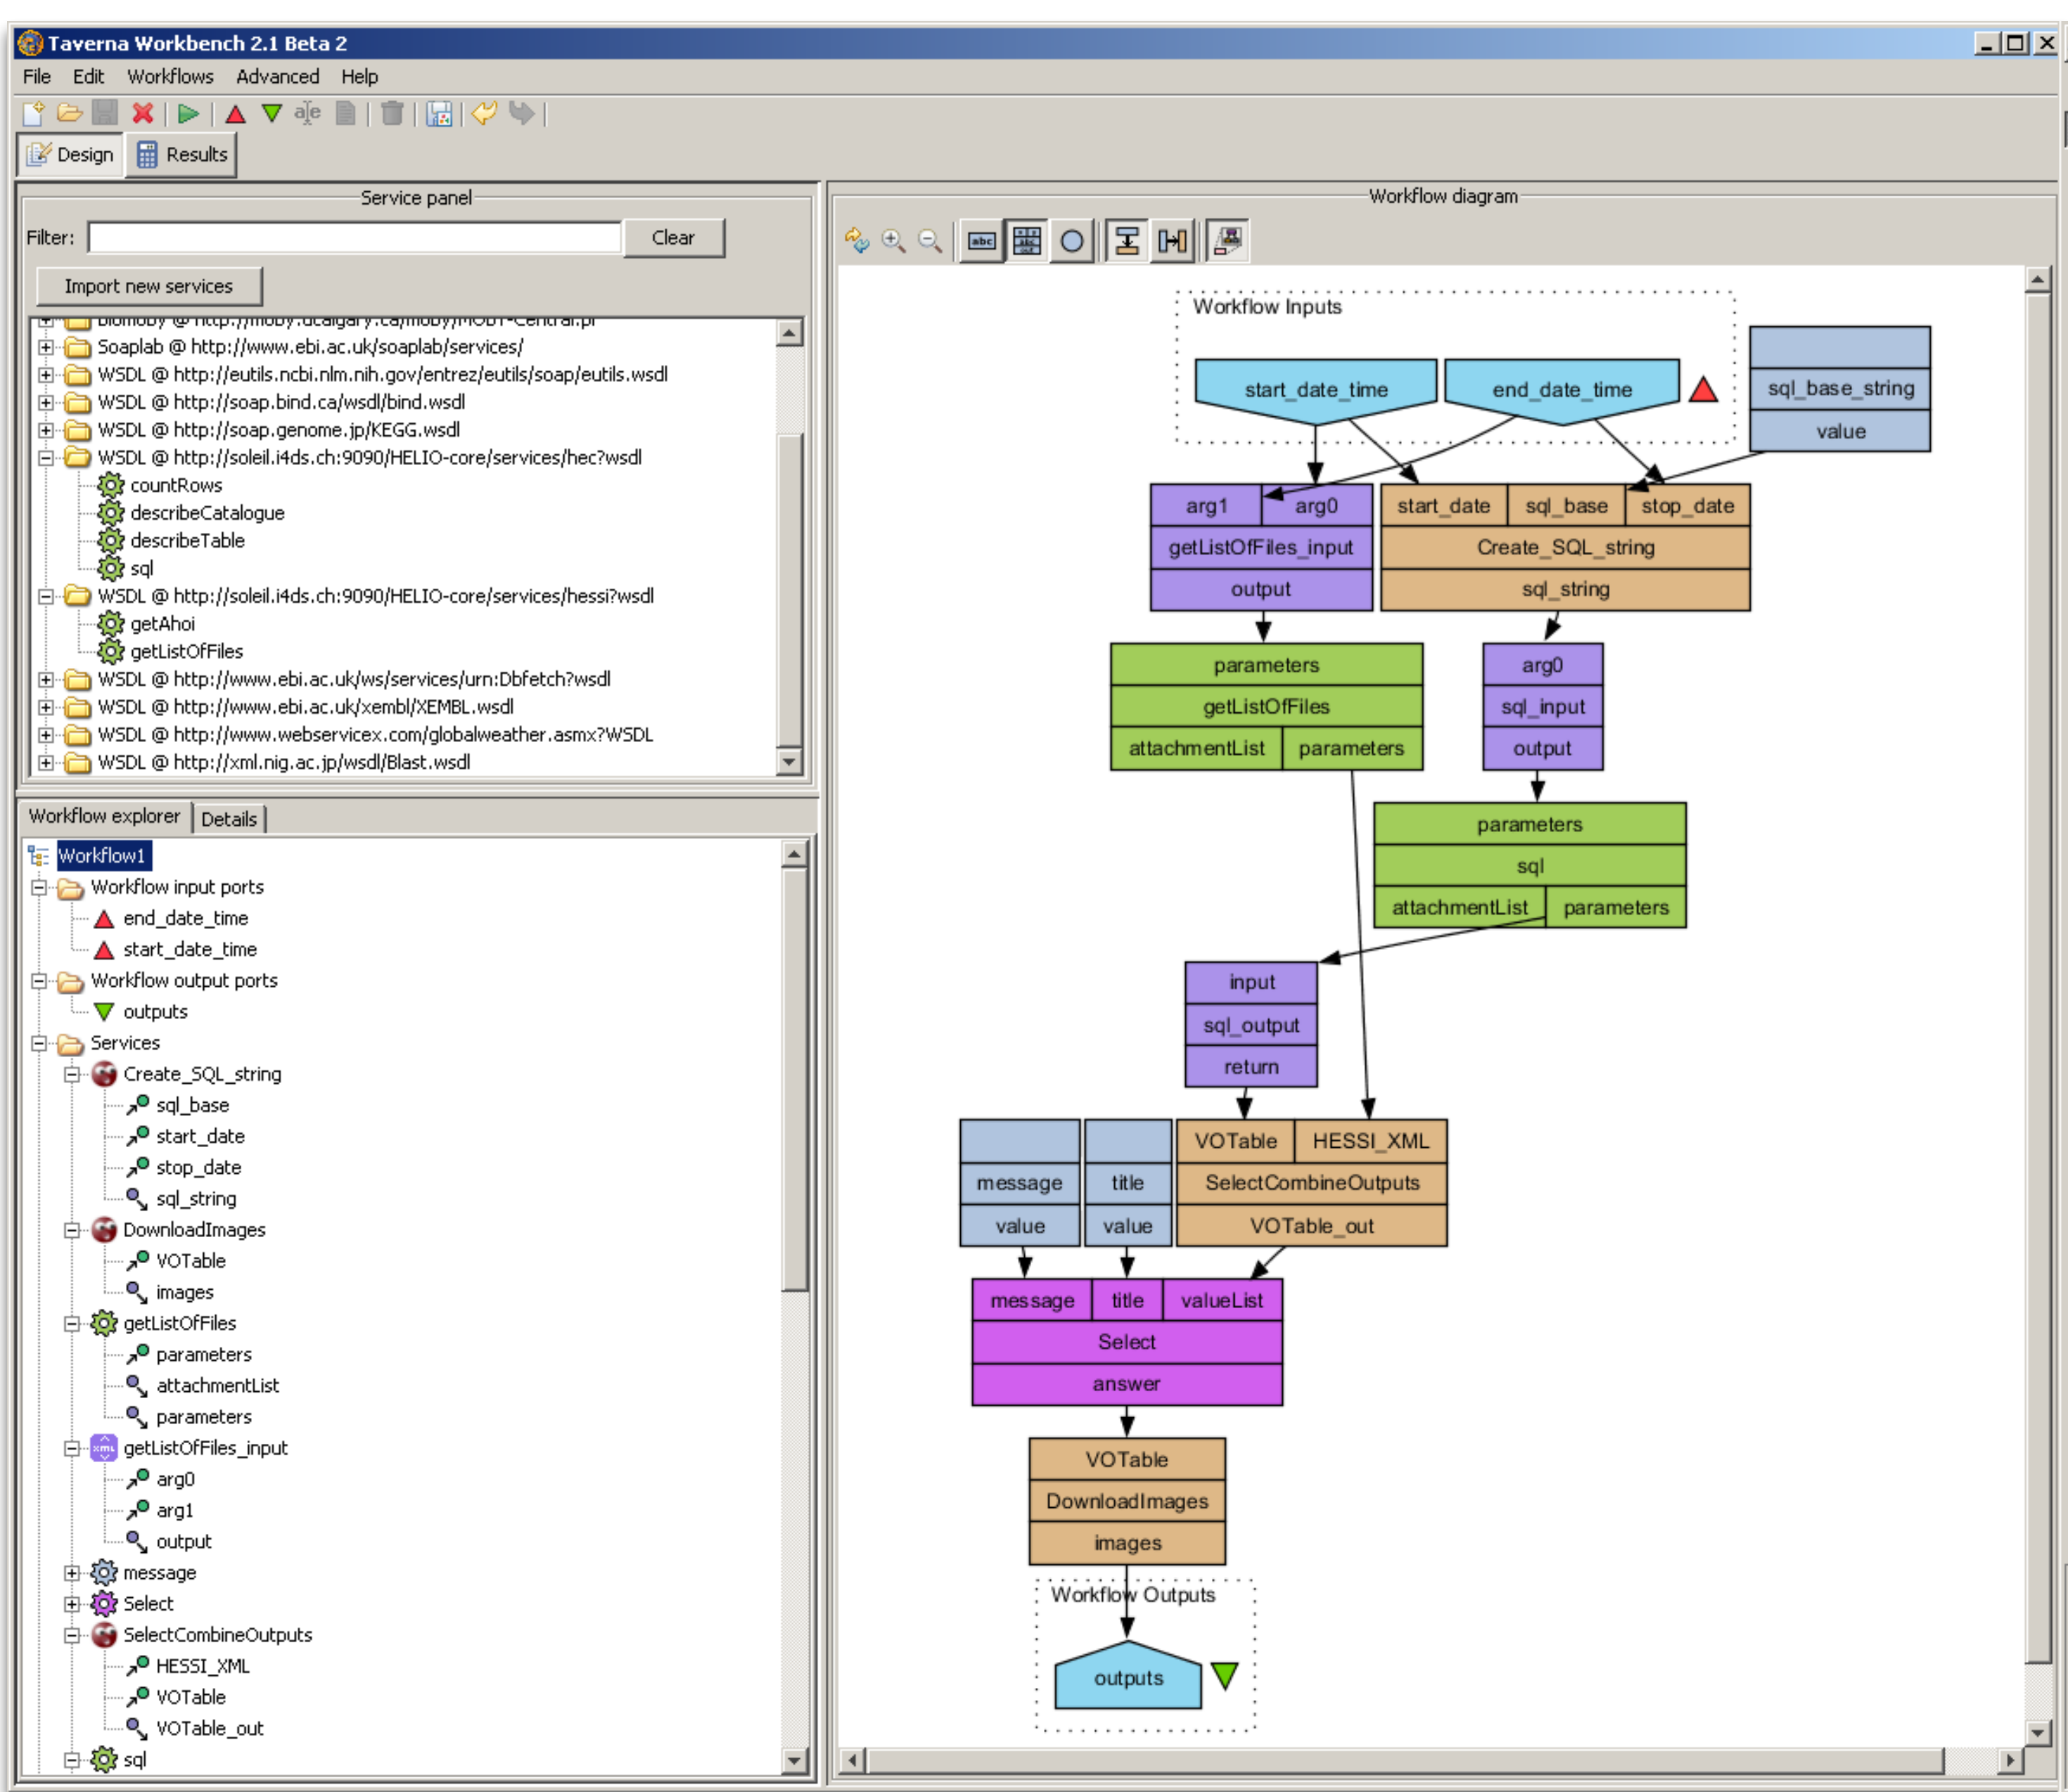 Taverna Workbench 2.1 Beta 2
File Edit Workflows Advanced Help
Design Results
Service panel
Filter: Clear
Import new services
Biomoby @ http://moby.ucalgary.ca/moby/MOBY-Central.pl
Soaplab @ http://www.ebi.ac.uk/soaplab/services/
WSDL @ http://eutils.ncbi.nlm.nih.gov/entrez/eutils/soap/eutils.wsdl
WSDL @ http://soap.bind.ca/wsdl/bind.wsdl
WSDL @ http://soap.genome.jp/KEGG.wsdl
WSDL @ http://soleil.i4ds.ch:9090/HELIO-core/services/hec?wsdl
countRows
describeCatalogue
describeTable
sql
WSDL @ http://soleil.i4ds.ch:9090/HELIO-core/services/hessi?wsdl
getAhoi
getListOfFiles
WSDL @ http://www.ebi.ac.uk/ws/services/urn:Dbfetch?wsdl
WSDL @ http://www.ebi.ac.uk/xembl/XEMBL.wsdl
WSDL @ http://www.webservicex.com/globalweather.asmx?WSDL
WSDL @ http://xml.nig.ac.jp/wsdl/Blast.wsdl
Workflow explorer Details
Workflow1
Workflow input ports
end_date_time
start_date_time
Workflow output ports
outputs
Services
Create_SQL_string
sql_base
start_date
stop_date
sql_string
DownloadImages
VOTable
images
getListOfFiles
parameters
attachmentList
parameters
getListOfFiles_input
arg0
arg1
output
message
Select
SelectCombineOutputs
HESSI_XML
VOTable
VOTable_out
sql
Workflow diagram
abc
Workflow Inputs
start_date_time end_date_time
sql_base_string
value
arg1 arg0
getListOfFiles_input
output
start_date sql_base stop_date
Create_SQL_string
sql_string
parameters
getListOfFiles
attachmentList parameters
arg0
sql_input
output
parameters
sql
attachmentList parameters
input
sql_output
return
message
value
title
value
VOTable HESSI_XML
SelectCombineOutputs
VOTable_out
message title valueList
Select
answer
VOTable
DownloadImages
images
Workflow Outputs
outputs